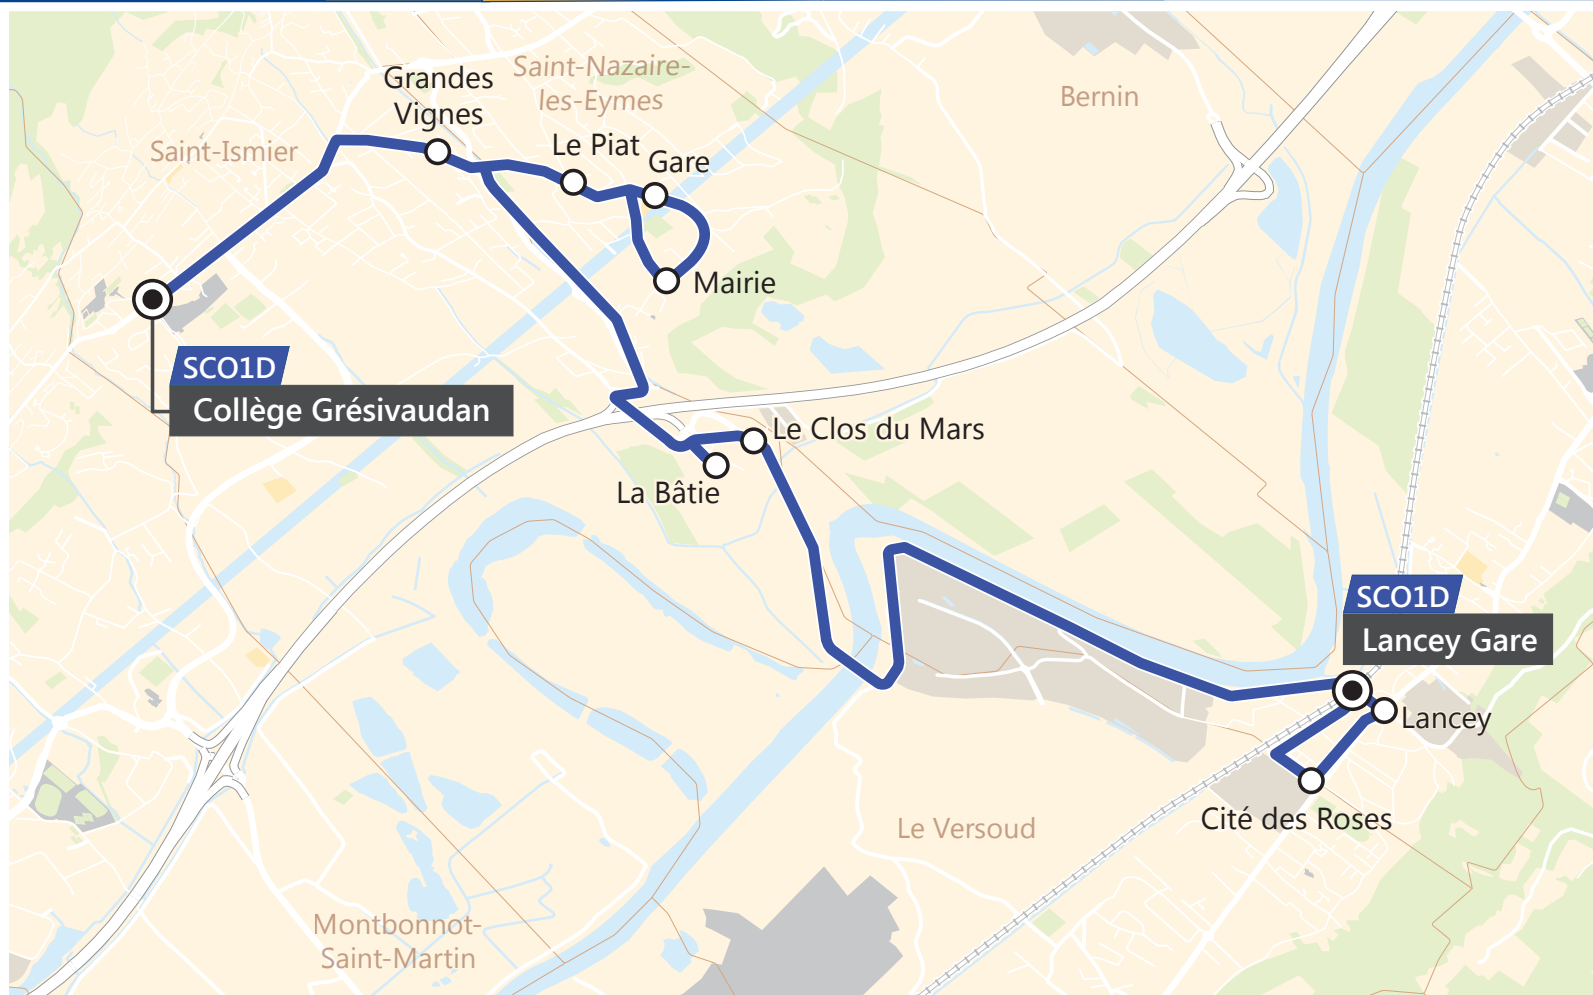 Grandes
Vignes
Saint-Nazaire-
les-Eymes
Bernin
Saint-Ismier
Le Piat
Gare
Mairie
SCO1D
Collège Grésivaudan
Le Clos du Mars
La Bâtie
SCO1D
Lancey Gare
Lancey
Cité des Roses
Le Versoud
Montbonnot-
Saint-Martin